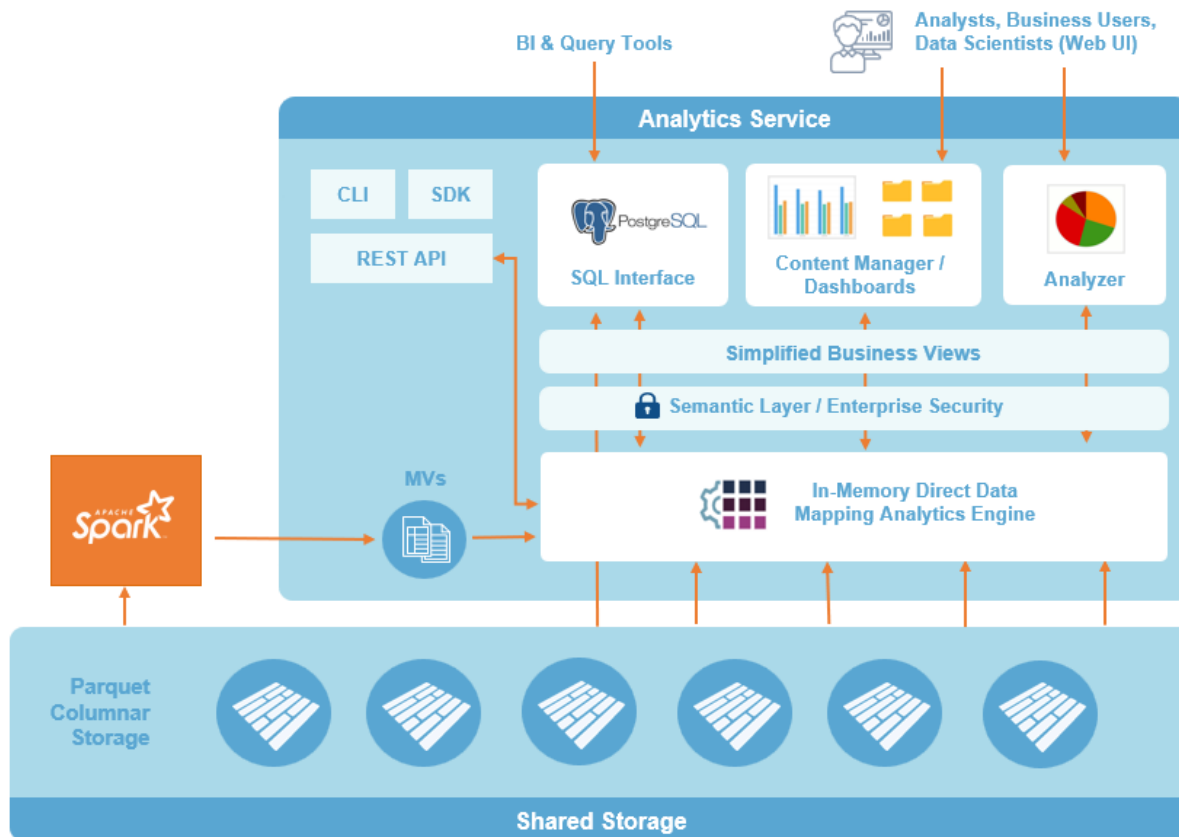 BI & Query Tools
Analysts, Business Users,
Data Scientists (Web UI)
Analytics Service
CLI
SDK
REST API
PostgreSQL
SQL Interface
Content Manager /
Dashboards
Analyzer
Simplified Business Views
Semantic Layer / Enterprise Security
MVs
In-Memory Direct Data
Mapping Analytics Engine
APACHE
Spark
Parquet
Columnar
Storage
Shared Storage